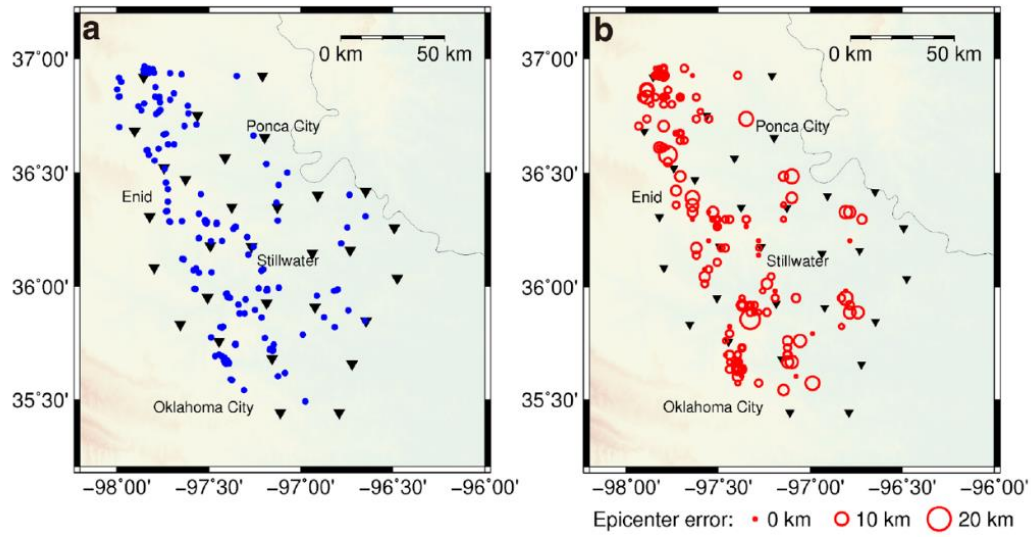 a
0 km 50 km
37°00'
36°30'
36°00'
35°30'
Ponca City
Enid
Stillwater
Oklahoma City
−98°00' −97°30' −97°00' −96°30' −96°00'
b
0 km 50 km
37°00'
36°30'
36°00'
35°30'
Ponca City
Enid
Stillwater
Oklahoma City
−98°00' −97°30' −97°00' −96°30' −96°00'
Epicenter error: 0 km 10 km 20 km